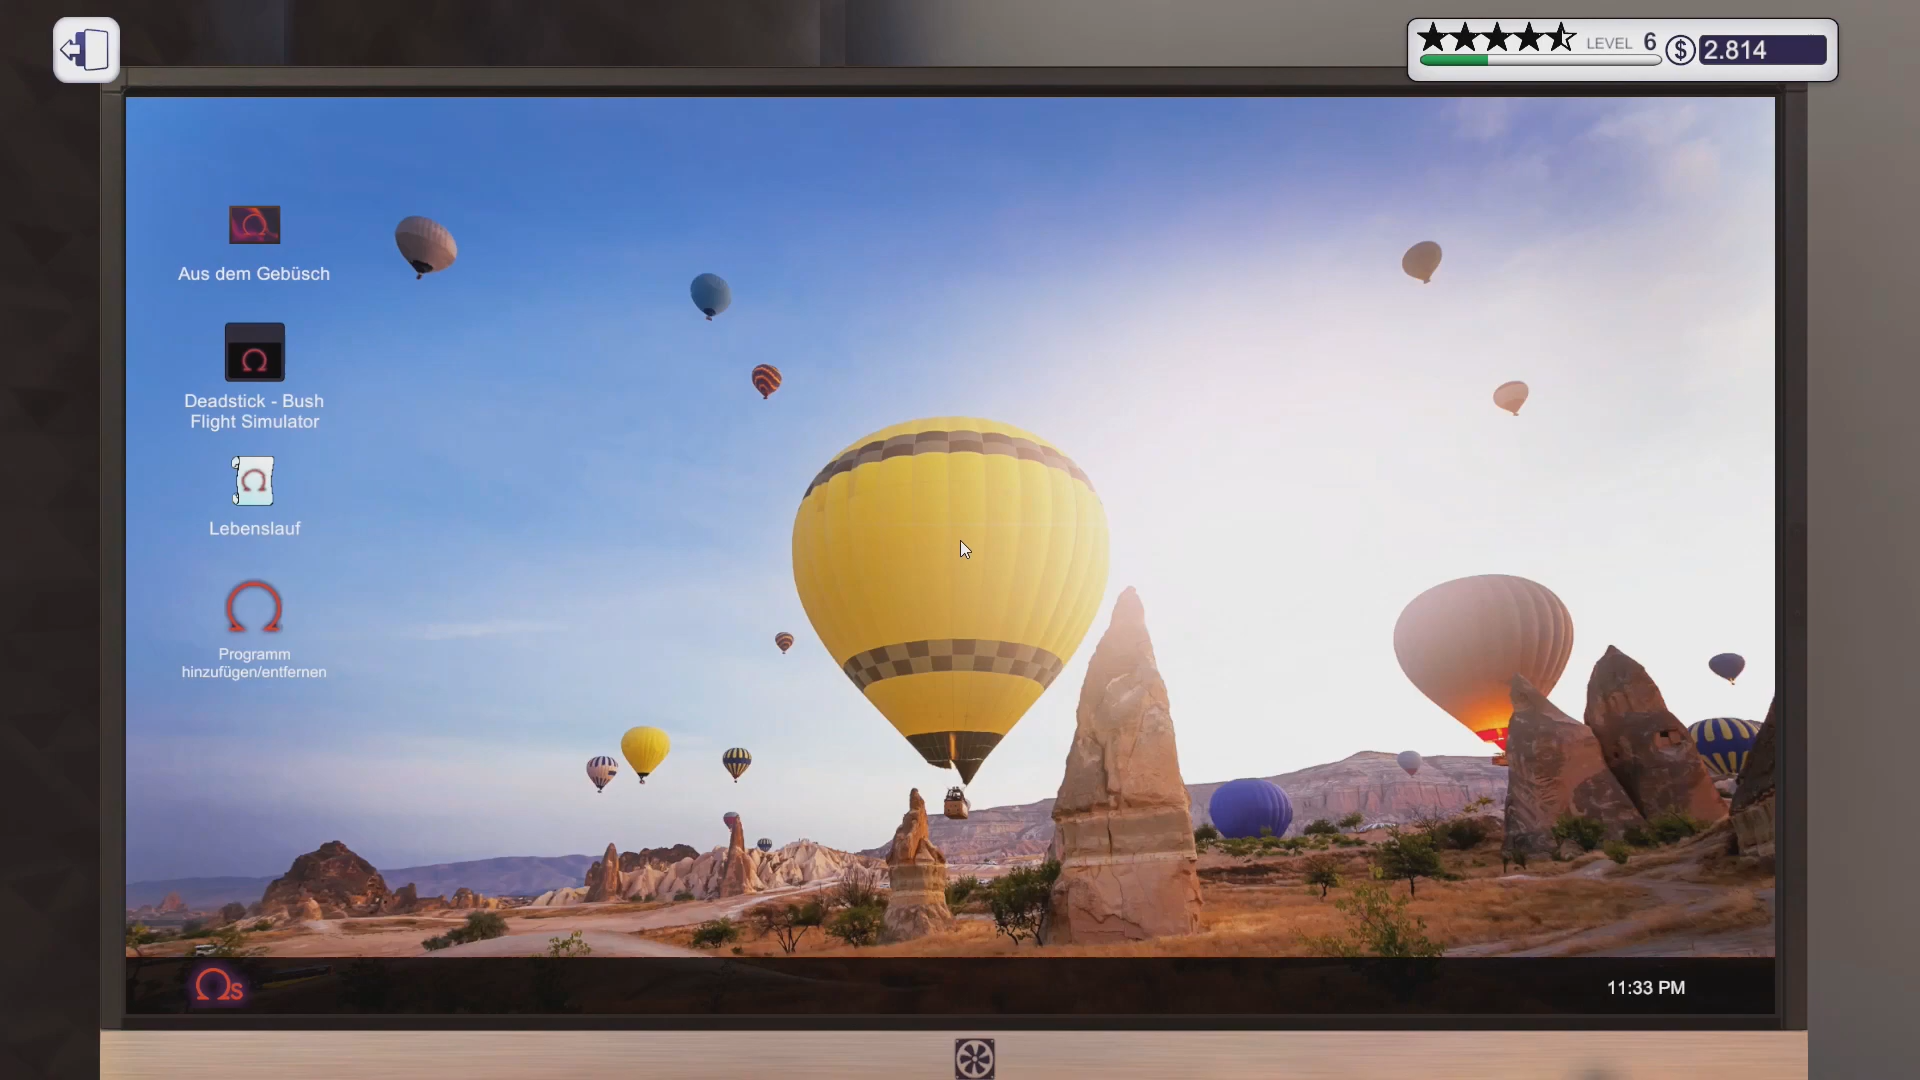 LEVEL 6
$ 2.814
Aus dem Gebüsch
Deadstick - Bush
Flight Simulator
Lebenslauf
Programm
hinzufügen/entfernen
Ωs
11:33 PM